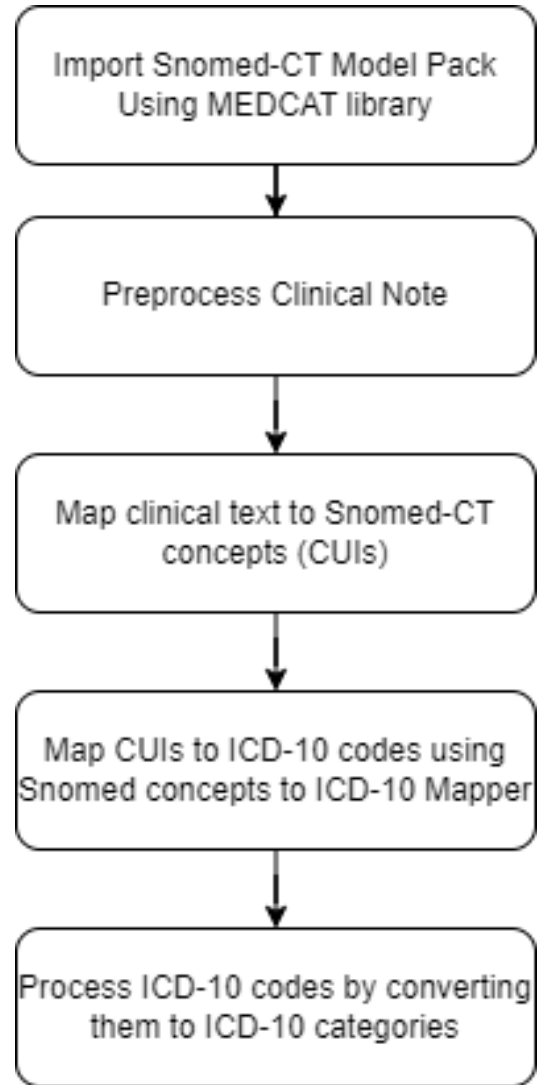 Import Snomed-CT Model Pack
Using MEDCAT library
Preprocess Clinical Note
Map clinical text to Snomed-CT
concepts (CUIs)
Map CUIs to ICD-10 codes using
Snomed concepts to ICD-10 Mapper
Process ICD-10 codes by converting
them to ICD-10 categories